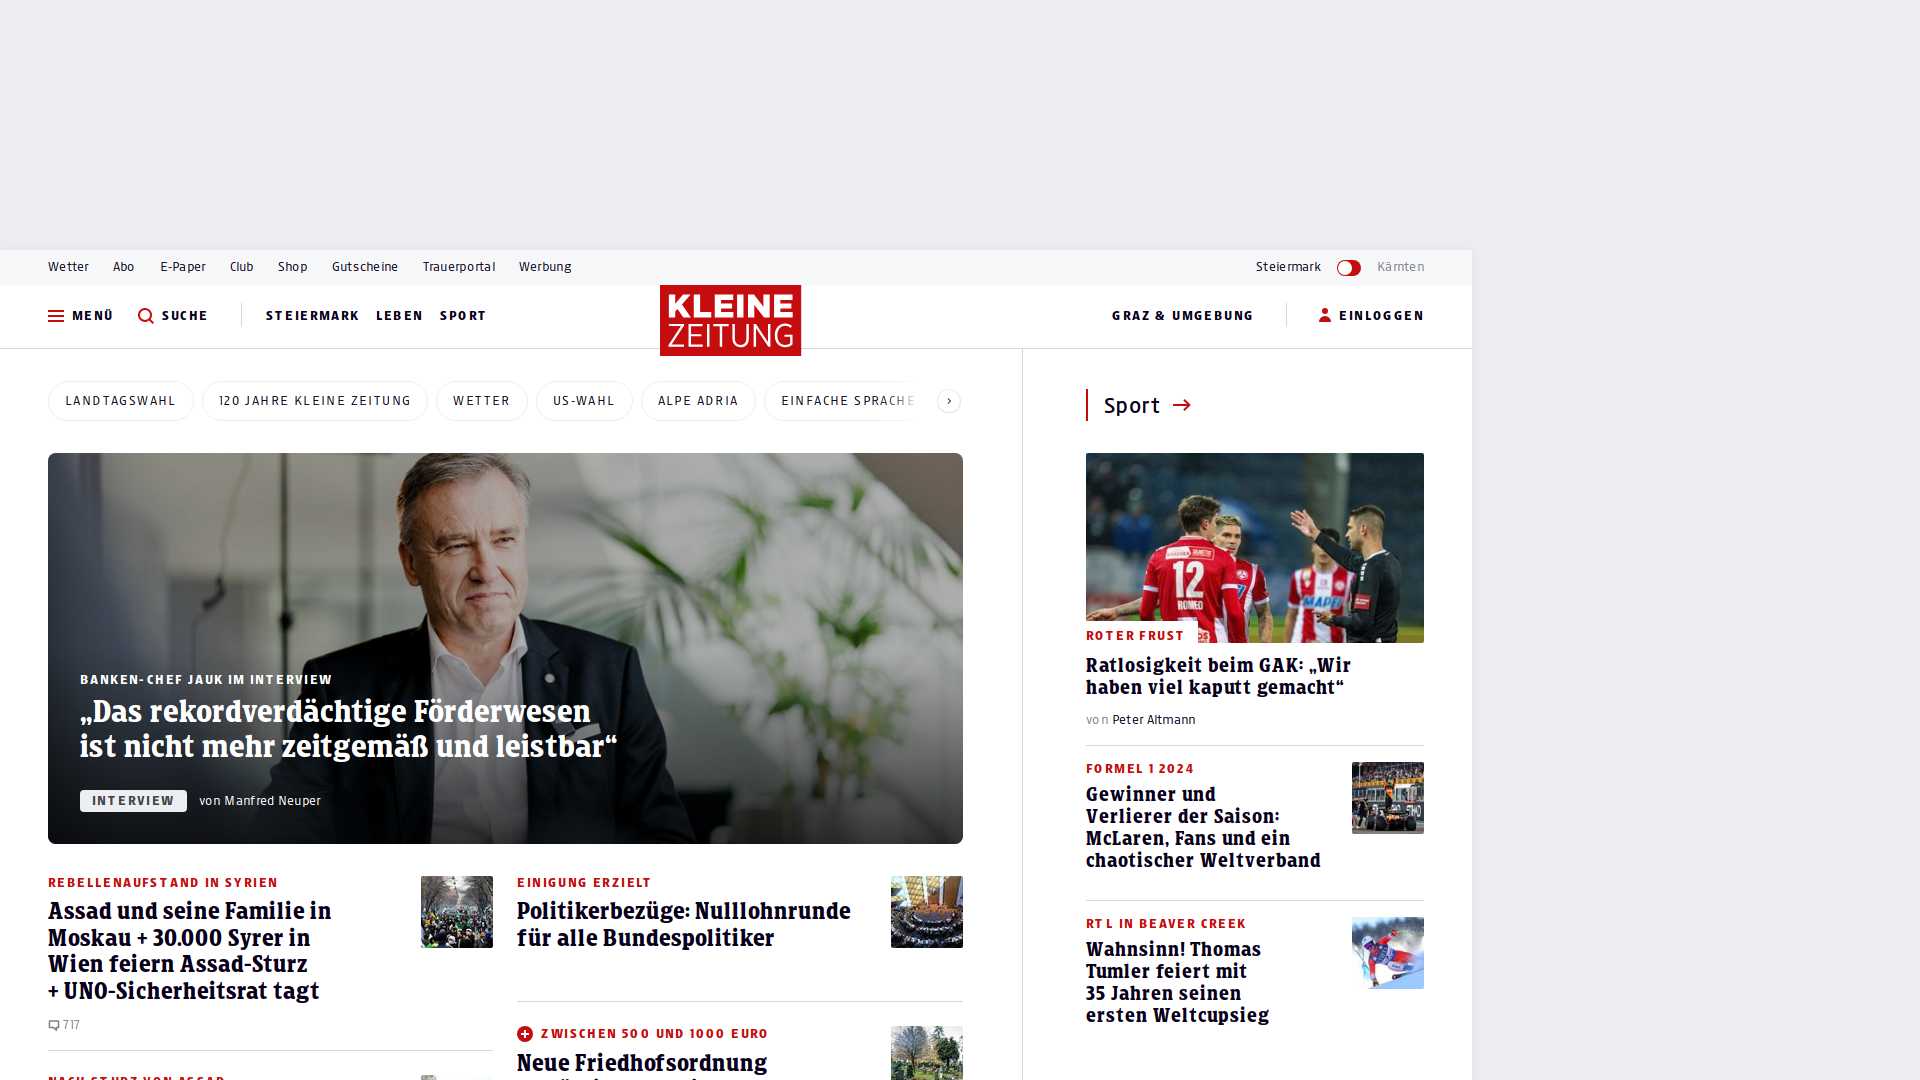 Wetter Abo E-Paper Club Shop Gutscheine Trauerportal Werbung Steiermark Kärnten
MENÜ SUCHE STEIERMARK LEBEN SPORT KLEINE ZEITUNG GRAZ & UMGEBUNG EINLOGGEN
LANDTAGSWAHL 120 JAHRE KLEINE ZEITUNG WETTER US-WAHL ALPE ADRIA EINFACHE SPRACHE
BANKEN-CHEF JAUK IM INTERVIEW
„Das rekordverdächtige Förderwesen
ist nicht mehr zeitgemäß und leistbar“
INTERVIEW von Manfred Neuper
REBELLENAUFSTAND IN SYRIEN
Assad und seine Familie in
Moskau + 30.000 Syrer in
Wien feiern Assad-Sturz
+ UNO-Sicherheitsrat tagt
717
NACH STURZ VON ASSAD
EINIGUNG ERZIELT
Politikerbezüge: Nulllohnrunde
für alle Bundespolitiker
ZWISCHEN 500 UND 1000 EURO
Neue Friedhofsordnung
Sport
12
ROMEO
MAPEI
ROTER FRUST
Ratlosigkeit beim GAK: „Wir
haben viel kaputt gemacht“
von Peter Altmann
FORMEL 1 2024
Gewinner und
Verlierer der Saison:
McLaren, Fans und ein
chaotischer Weltverband
RTL IN BEAVER CREEK
Wahnsinn! Thomas
Tumler feiert mit
35 Jahren seinen
ersten Weltcupsieg